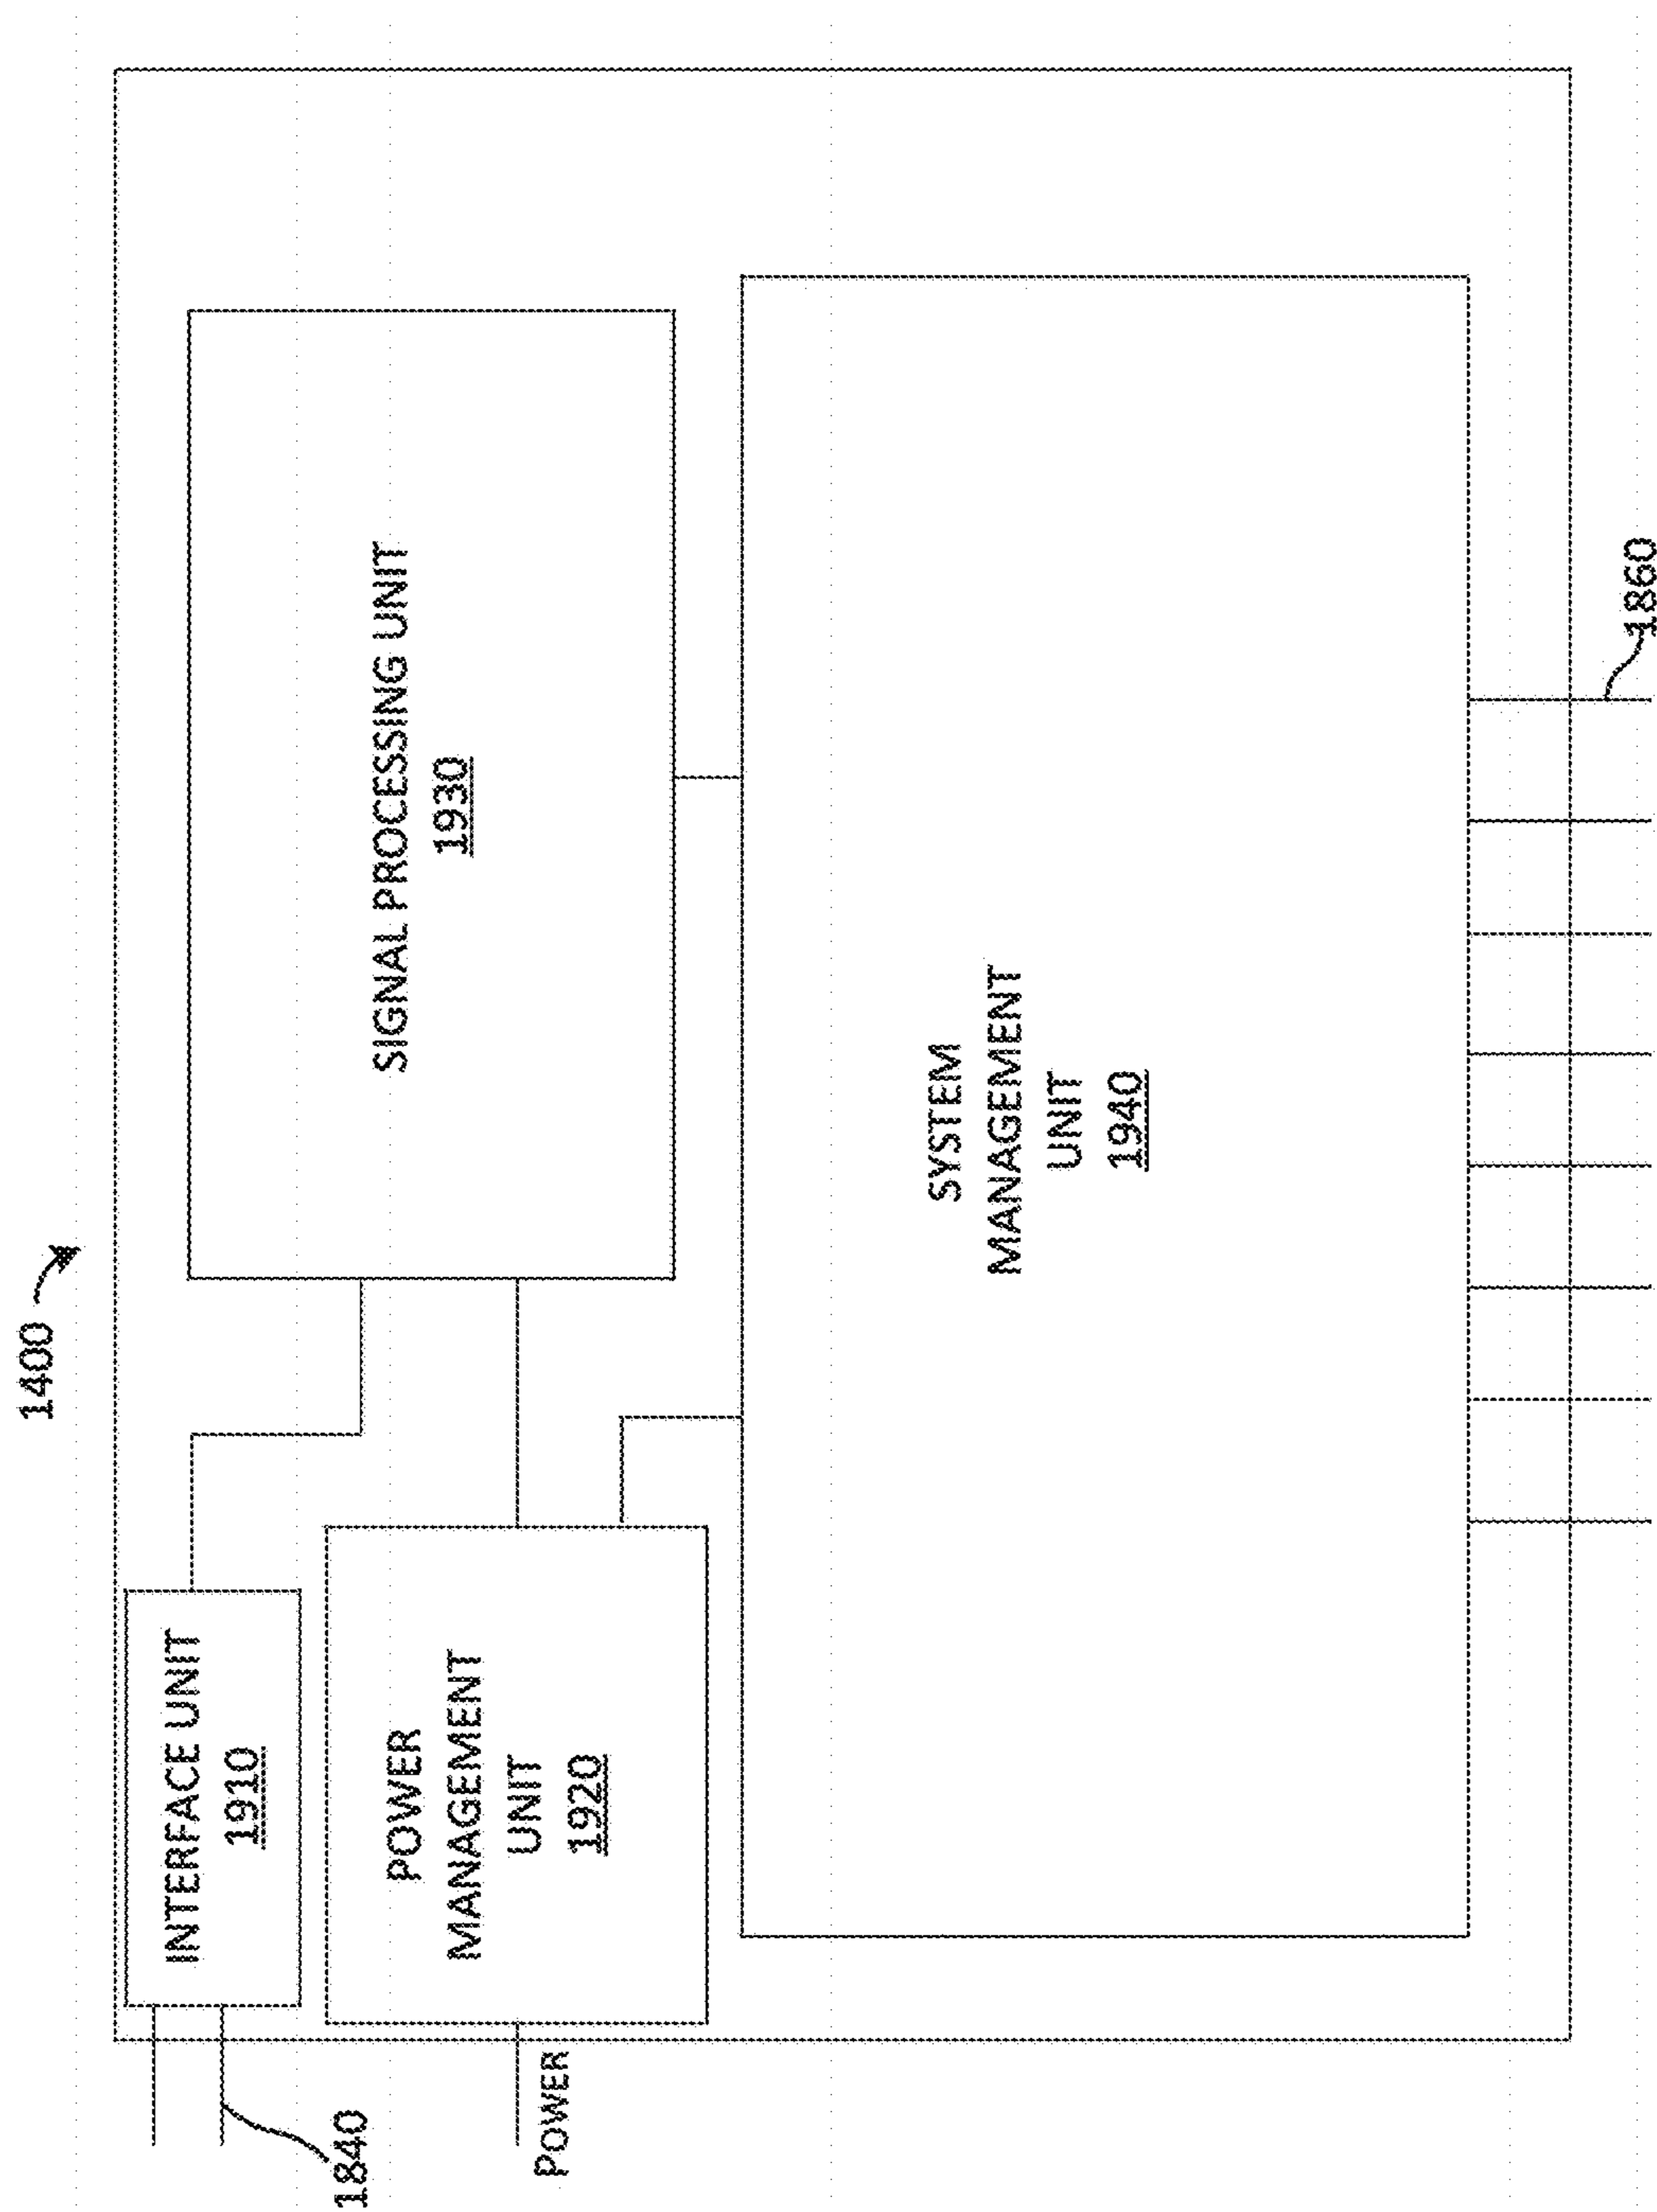 1400
1840
INTERFACE UNIT
1910
POWER
POWER
MANAGEMENT
UNIT
1920
SIGNAL PROCESSING UNIT
1930
SYSTEM
MANAGEMENT
UNIT
1940
1860